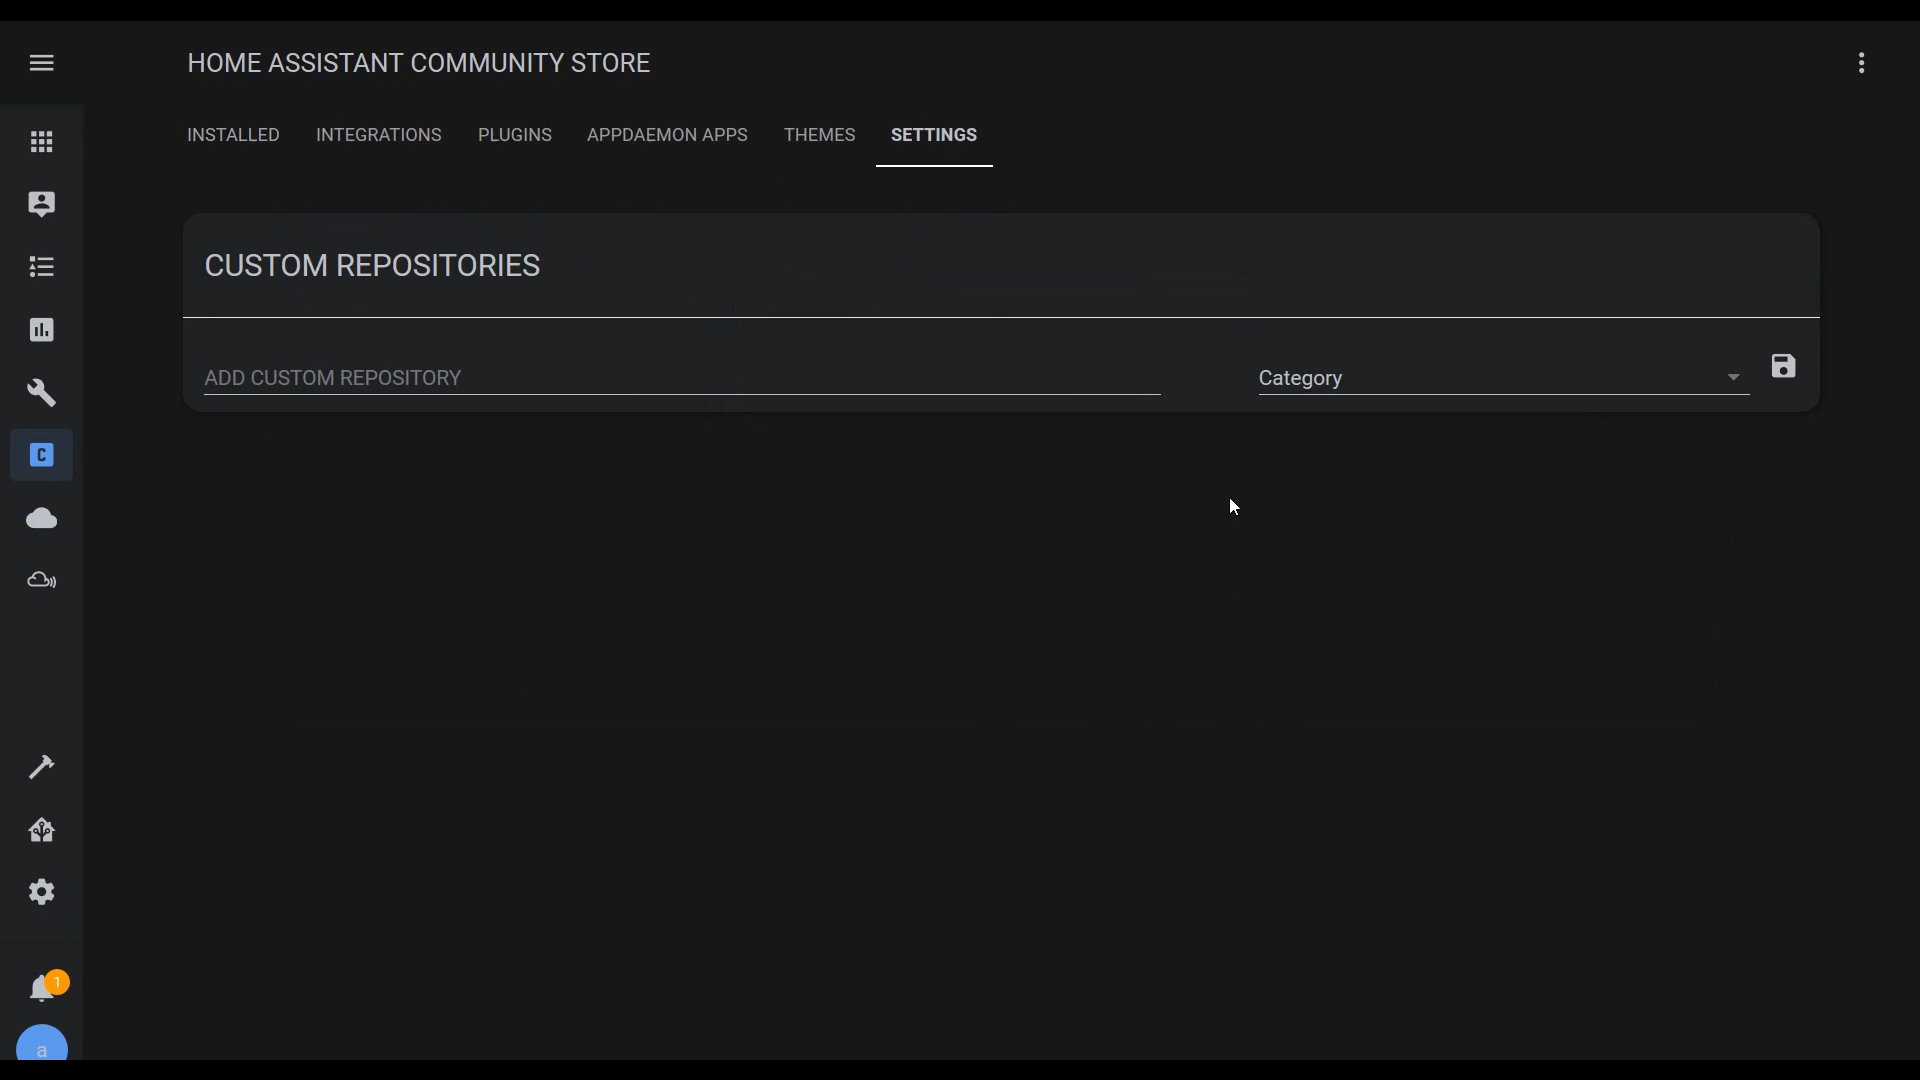 HOME ASSISTANT COMMUNITY STORE
INSTALLED INTEGRATIONS PLUGINS APPDAEMON APPS THEMES SETTINGS
CUSTOM REPOSITORIES
ADD CUSTOM REPOSITORY Category
C
1
a